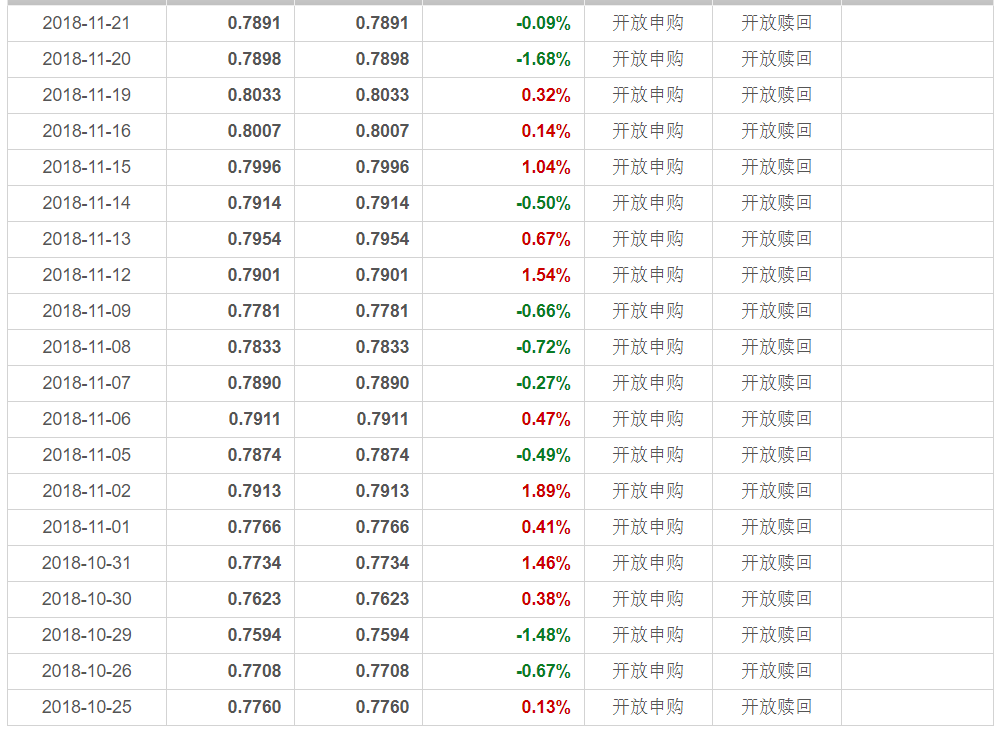 2018-11-21 0.7891 0.7891 -0.09% 开放申购 开放赎回
2018-11-20 0.7898 0.7898 -1.68% 开放申购 开放赎回
2018-11-19 0.8033 0.8033 0.32% 开放申购 开放赎回
2018-11-16 0.8007 0.8007 0.14% 开放申购 开放赎回
2018-11-15 0.7996 0.7996 1.04% 开放申购 开放赎回
2018-11-14 0.7914 0.7914 -0.50% 开放申购 开放赎回
2018-11-13 0.7954 0.7954 0.67% 开放申购 开放赎回
2018-11-12 0.7901 0.7901 1.54% 开放申购 开放赎回
2018-11-09 0.7781 0.7781 -0.66% 开放申购 开放赎回
2018-11-08 0.7833 0.7833 -0.72% 开放申购 开放赎回
2018-11-07 0.7890 0.7890 -0.27% 开放申购 开放赎回
2018-11-06 0.7911 0.7911 0.47% 开放申购 开放赎回
2018-11-05 0.7874 0.7874 -0.49% 开放申购 开放赎回
2018-11-02 0.7913 0.7913 1.89% 开放申购 开放赎回
2018-11-01 0.7766 0.7766 0.41% 开放申购 开放赎回
2018-10-31 0.7734 0.7734 1.46% 开放申购 开放赎回
2018-10-30 0.7623 0.7623 0.38% 开放申购 开放赎回
2018-10-29 0.7594 0.7594 -1.48% 开放申购 开放赎回
2018-10-26 0.7708 0.7708 -0.67% 开放申购 开放赎回
2018-10-25 0.7760 0.7760 0.13% 开放申购 开放赎回